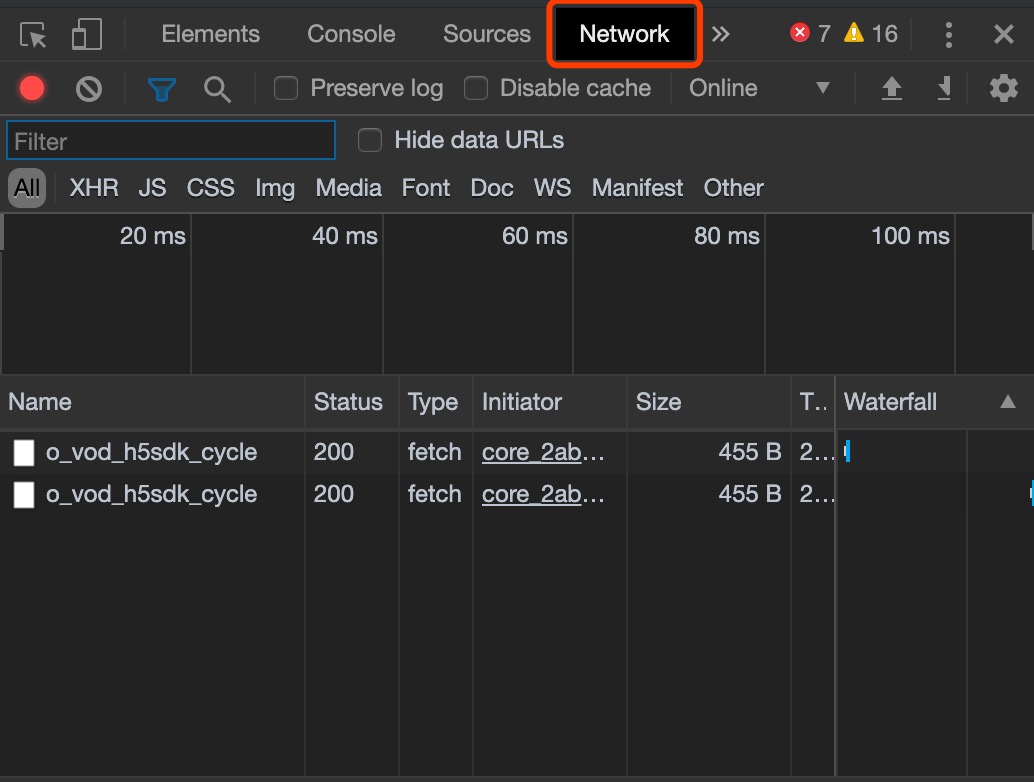 Elements Console Sources Network » 7 16
Preserve log Disable cache Online
Filter Hide data URLs
All XHR JS CSS Img Media Font Doc WS Manifest Other
20 ms 40 ms 60 ms 80 ms 100 ms
Name Status Type Initiator Size T.. Waterfall
o_vod_h5sdk_cycle 200 fetch core_2ab... 455 B 2...
o_vod_h5sdk_cycle 200 fetch core_2ab... 455 B 2...